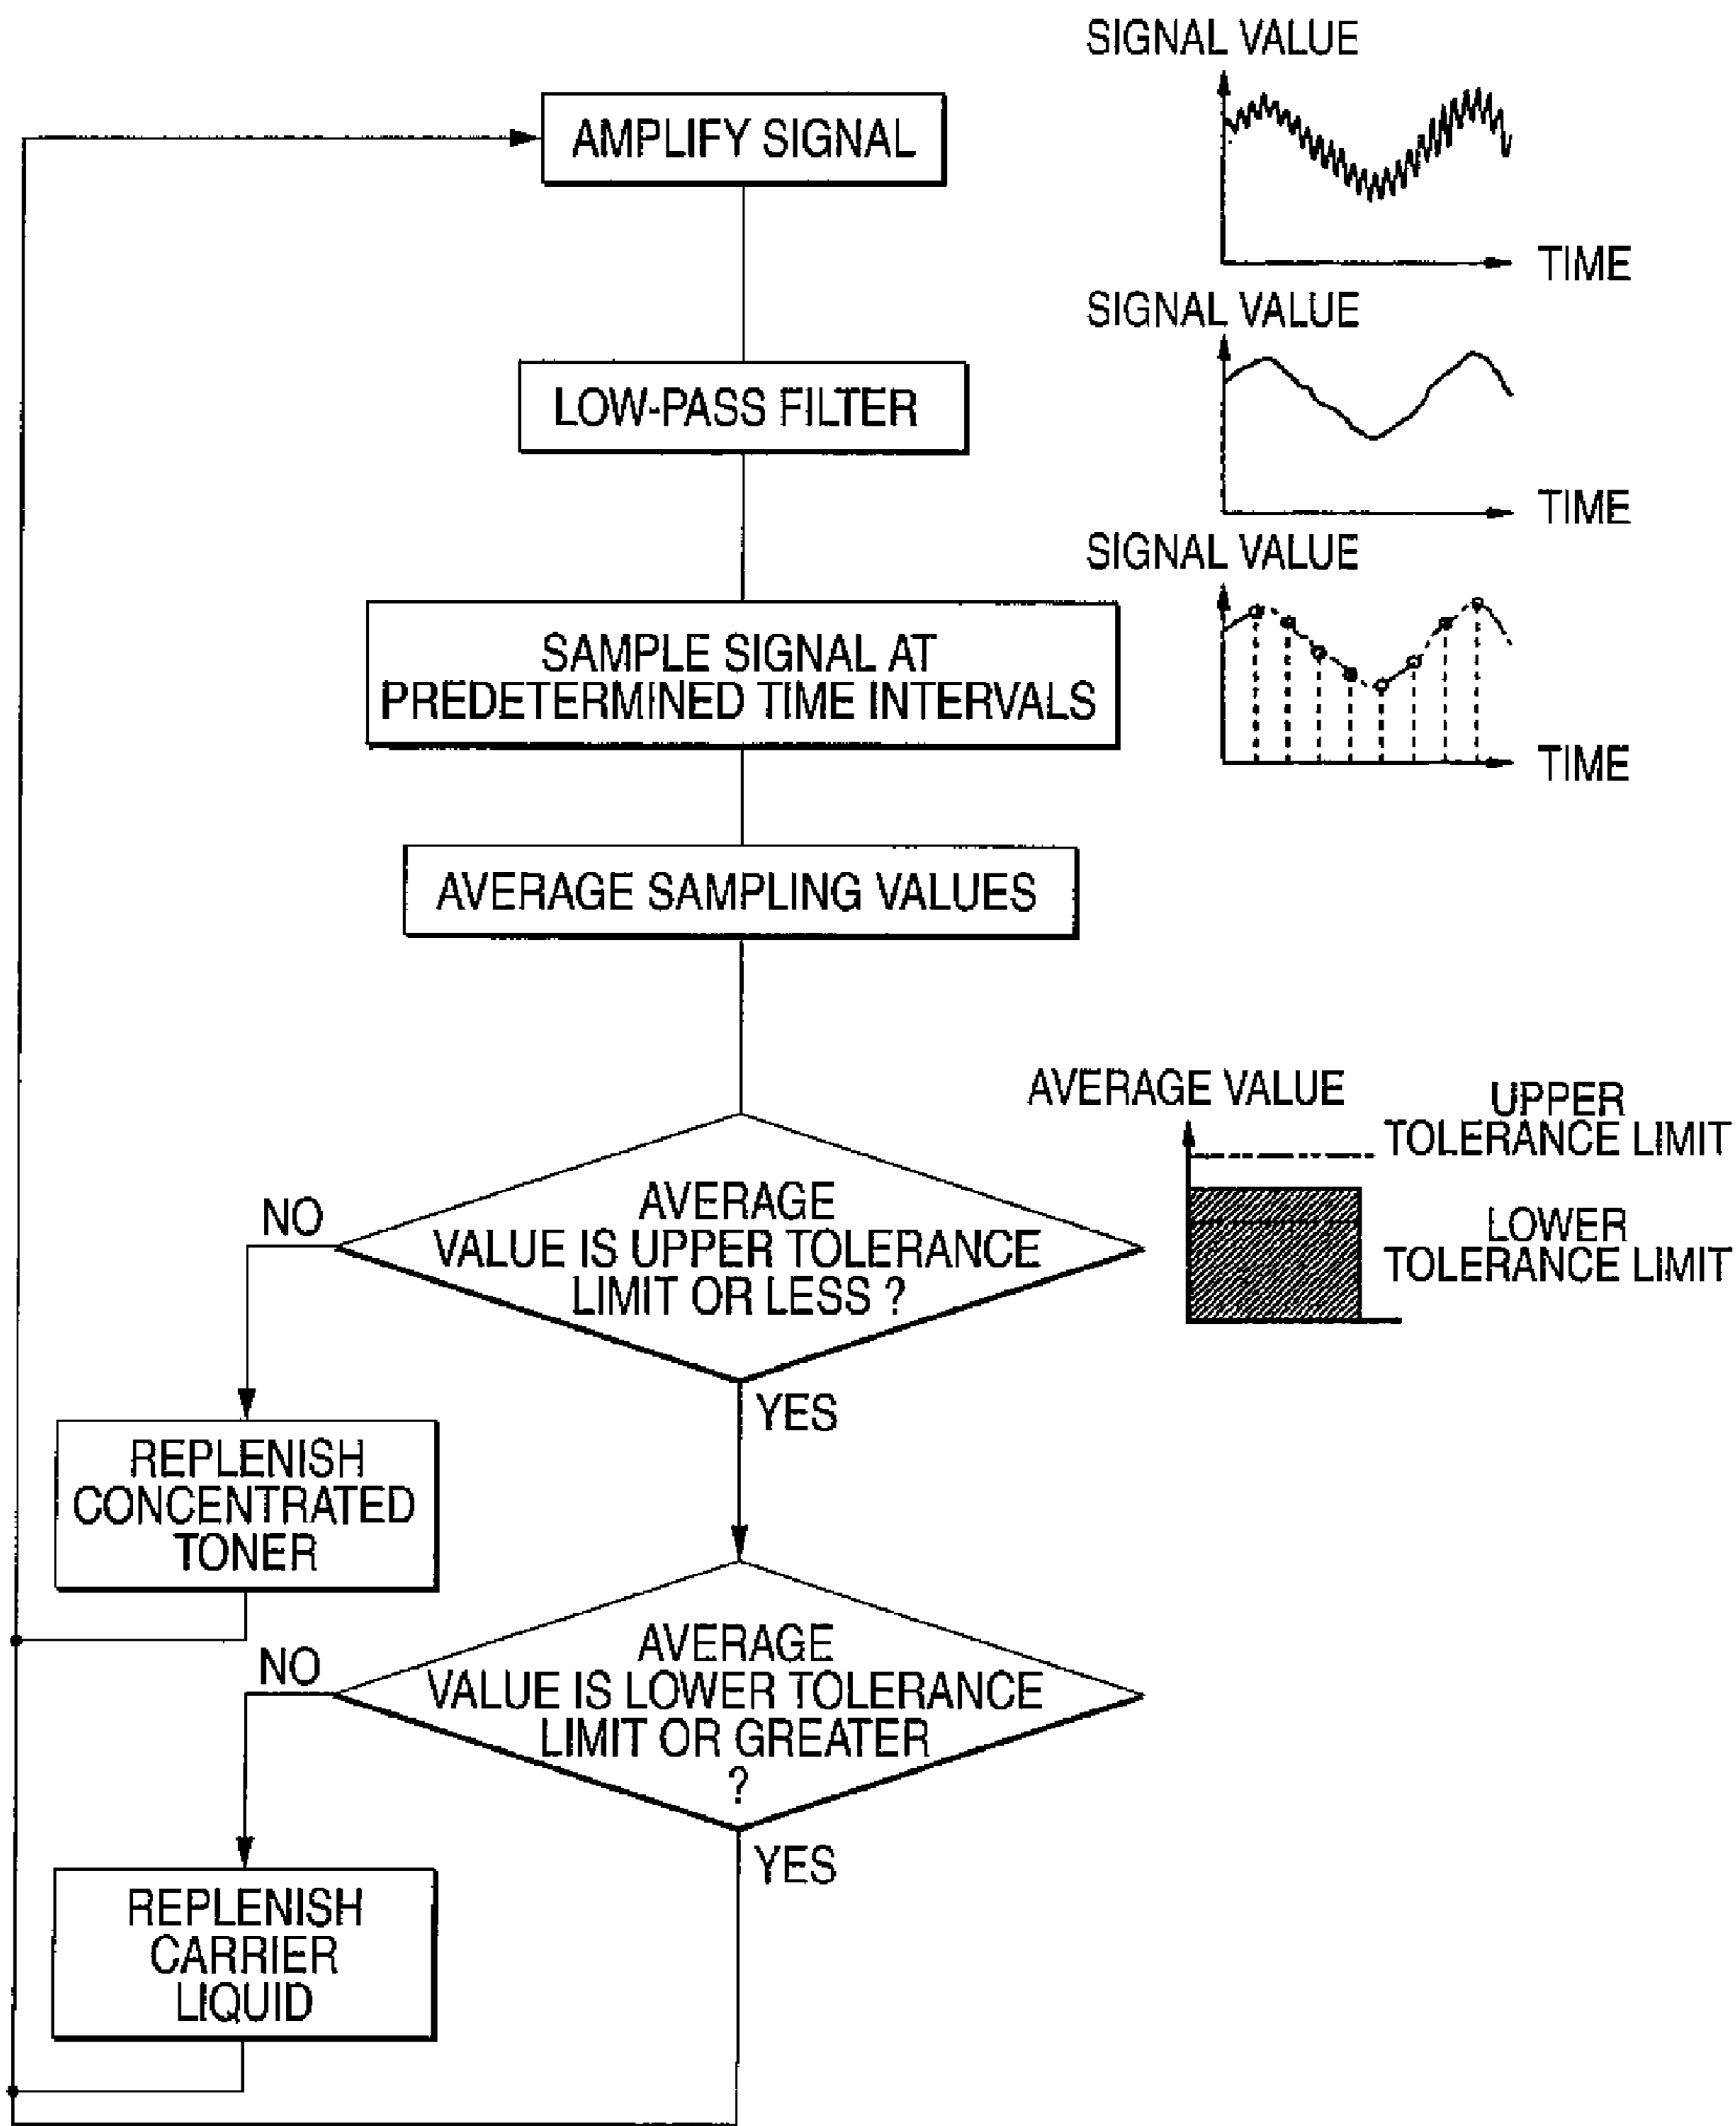 SIGNAL VALUE
AMPLIFY SIGNAL
TIME
SIGNAL VALUE
LOW-PASS FILTER
TIME
SIGNAL VALUE
SAMPLE SIGNAL AT
PREDETERMINED TIME INTERVALS
TIME
AVERAGE SAMPLING VALUES
AVERAGE VALUE
UPPER
TOLERANCE LIMIT
LOWER
TOLERANCE LIMIT
AVERAGE
VALUE IS UPPER TOLERANCE
LIMIT OR LESS ?
NO
YES
REPLENISH
CONCENTRATED
TONER
AVERAGE
VALUE IS LOWER TOLERANCE
LIMIT OR GREATER
?
NO
YES
REPLENISH
CARRIER
LIQUID